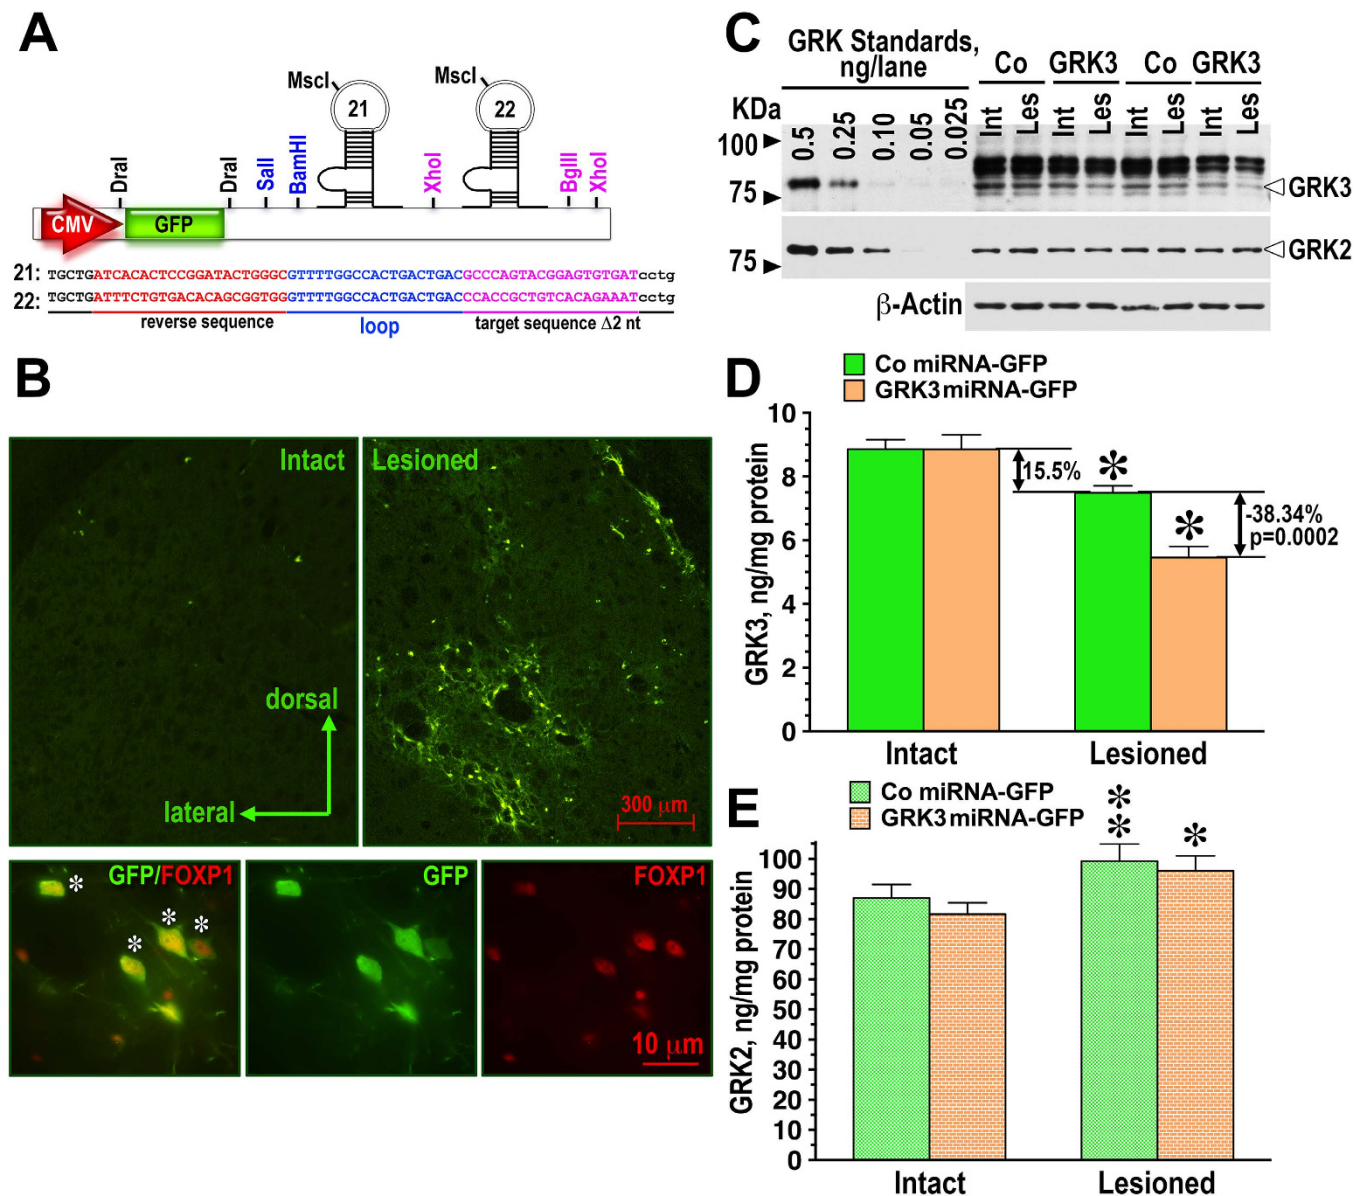 A
MscI
21
MscI
22
DraI
DraI
SalI
BamHI
XhoI
BglII
XhoI
CMV
GFP
21: TGCTGATCACACTCCGGATACTGGGCGTTTTGGCCACTGACTGACGCCCAGTACGGAGTGTGATcctg
22: TGCTGATTTCTGTGACACAGCGGTGGGTTTTGGCCACTGACTGACCCACCGCTGTCACAGAAATcctg
reverse sequence
loop
target sequence Δ2 nt
B
Intact
Lesioned
dorsal
lateral
300 µm
GFP/FOXP1
GFP
FOXP1
* * * *
10 µm
C
GRK Standards,
ng/lane
Co GRK3 Co GRK3
KDa
0.5 0.25 0.10 0.05 0.025 Int Les Int Les Int Les Int Les
100
75
GRK3
75
GRK2
β-Actin
D
Co miRNA-GFP
GRK3miRNA-GFP
GRK3, ng/mg protein
10
8
6
4
2
0
15.5%
*
*
-38.34%
p=0.0002
Intact
Lesioned
E
Co miRNA-GFP
GRK3miRNA-GFP
GRK2, ng/mg protein
100
90
80
70
60
50
40
30
20
10
0
*
*
*
Intact
Lesioned